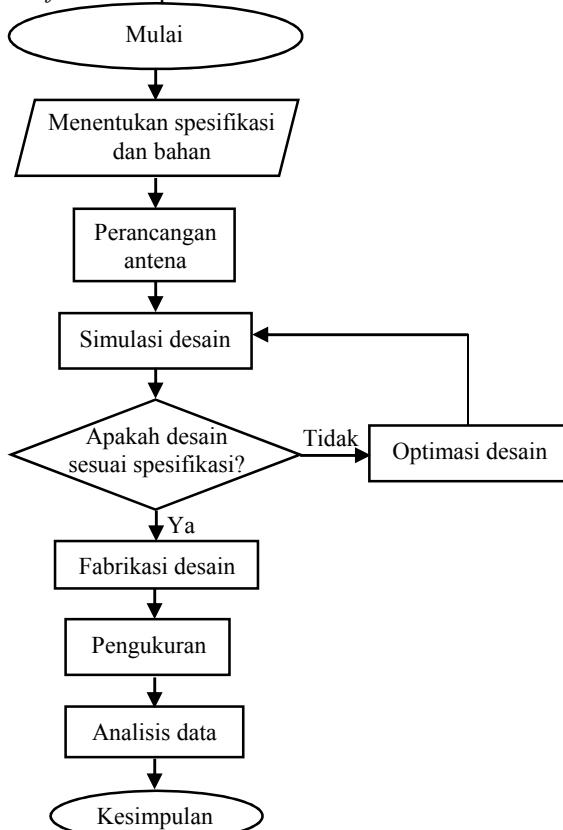 Mulai
Menentukan spesifikasi
dan bahan
Perancangan
antena
Simulasi desain
Apakah desain
sesuai spesifikasi?
Tidak
Optimasi desain
Ya
Fabrikasi desain
Pengukuran
Analisis data
Kesimpulan